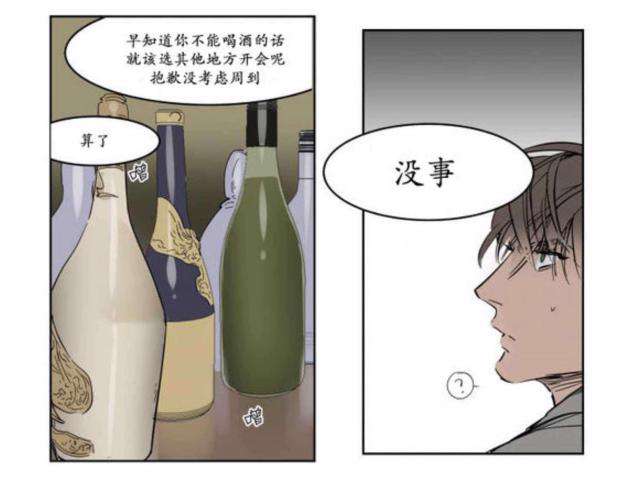 早知道你不能喝酒的话
就该选其他地方开会呢
抱歉没考虑周到
算了
噌
噌
没事
?